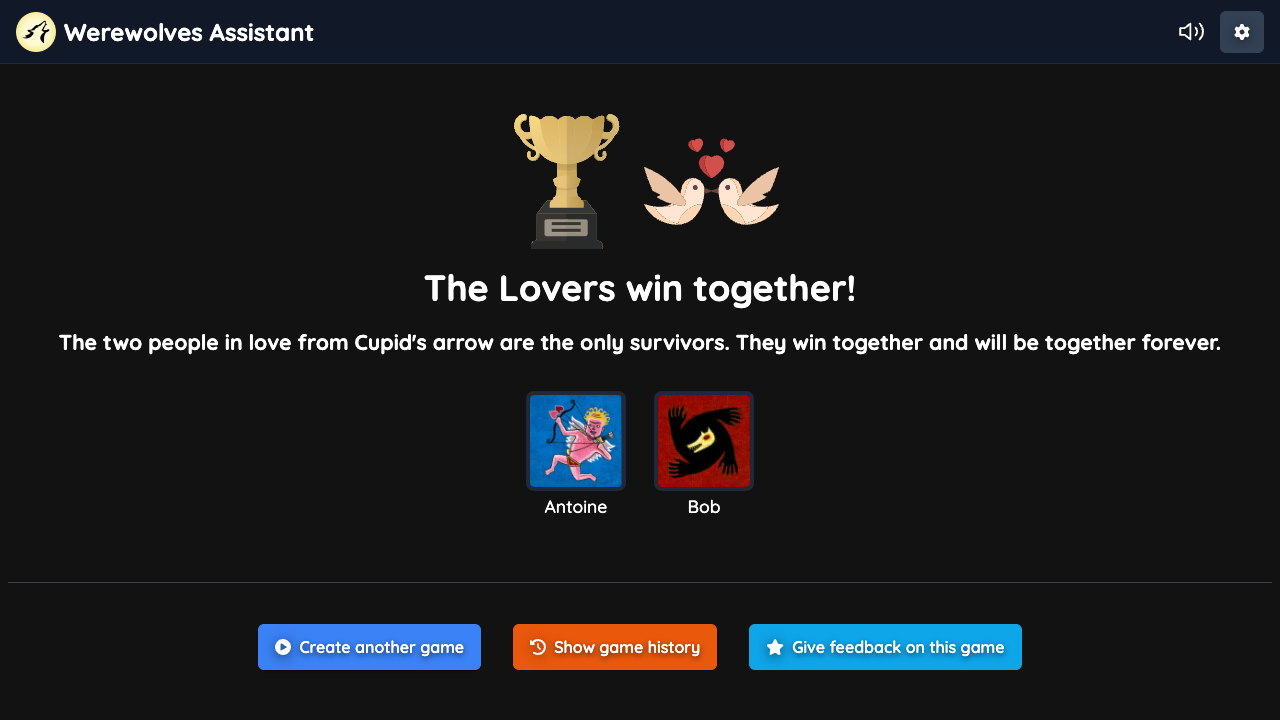 Werewolves Assistant
The Lovers win together!
The two people in love from Cupid's arrow are the only survivors. They win together and will be together forever.
Antoine
Bob
Create another game
Show game history
Give feedback on this game